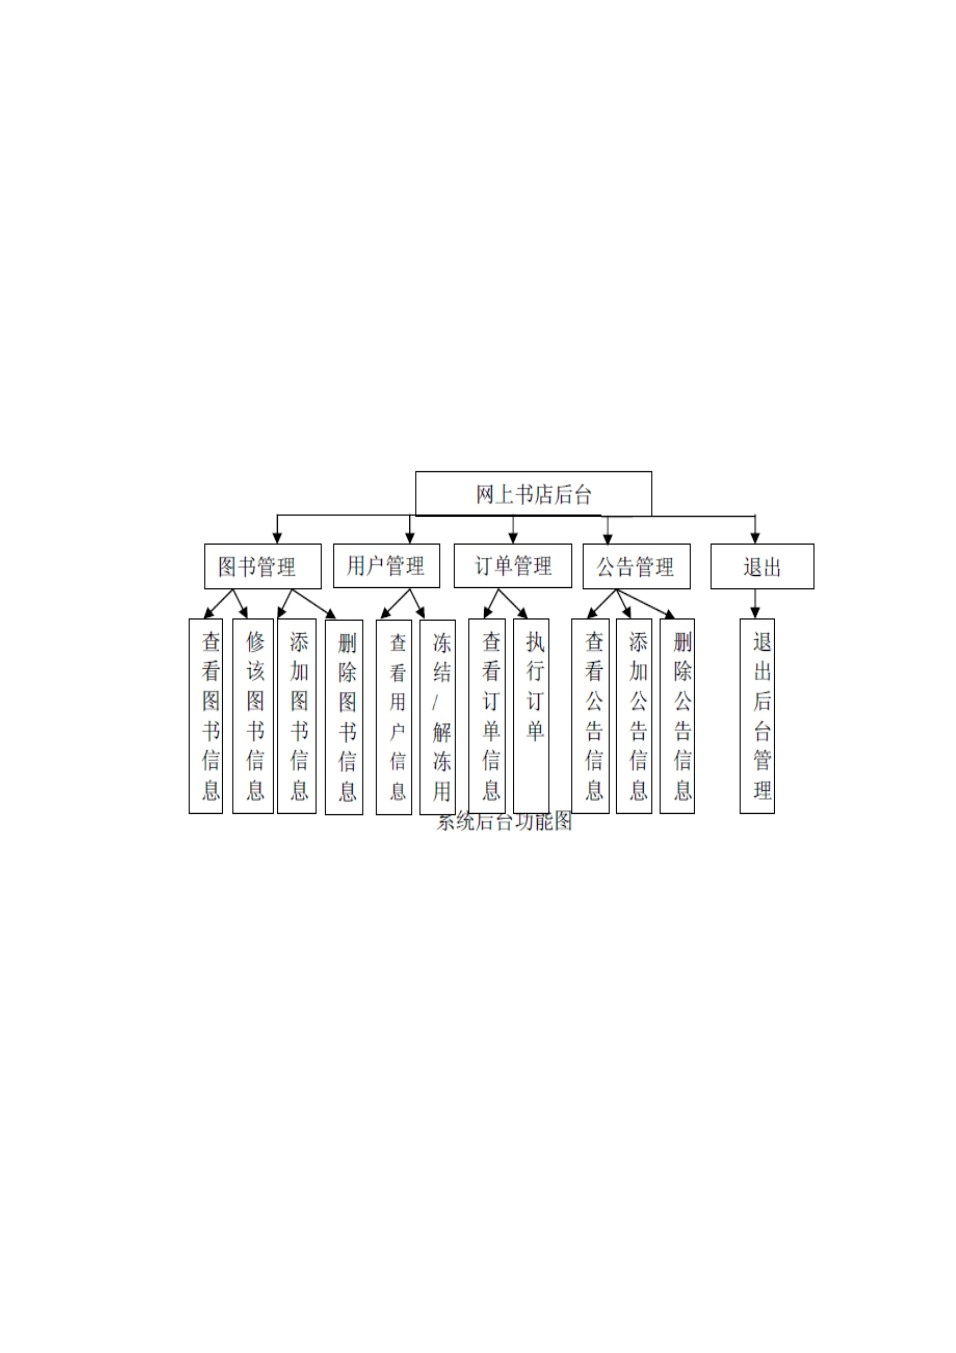 网上书店后台
图书管理
用户管理
订单管理
公告管理
退出
查看图书信息
修该图书信息
添加图书信息
删除图书信息
查看用户信息
冻结/解冻用
查看订单信息
执行订单
查看公告信息
添加公告信息
删除公告信息
退出后台管理
系统后台功能图